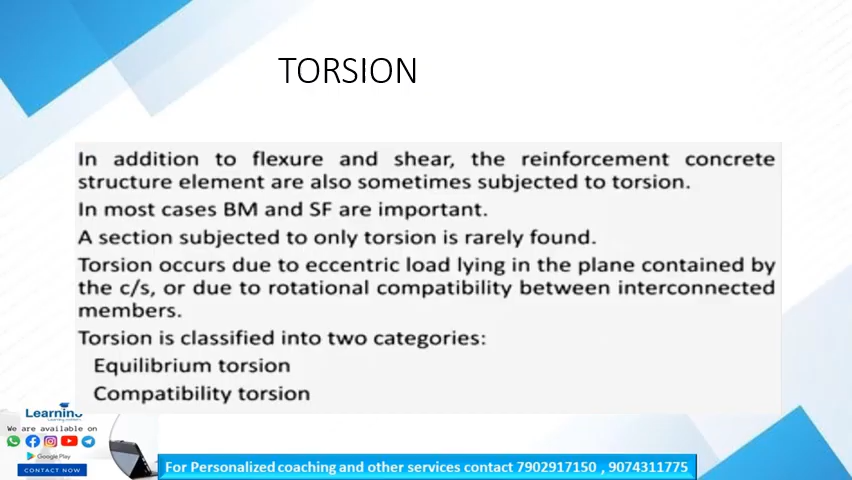 TORSION
In addition to flexure and shear, the reinforcement concrete
structure element are also sometimes subjected to torsion.
In most cases BM and SF are important.
A section subjected to only torsion is rarely found.
Torsion occurs due to eccentric load lying in the plane contained by
the c/s, or due to rotational compatibility between interconnected
members.
Torsion is classified into two categories:
Equilibrium torsion
Compatibility torsion
Learning
We are available on
Google Play
CONTACT NOW
For Personalized coaching and other services contact 7902917150 , 9074311775